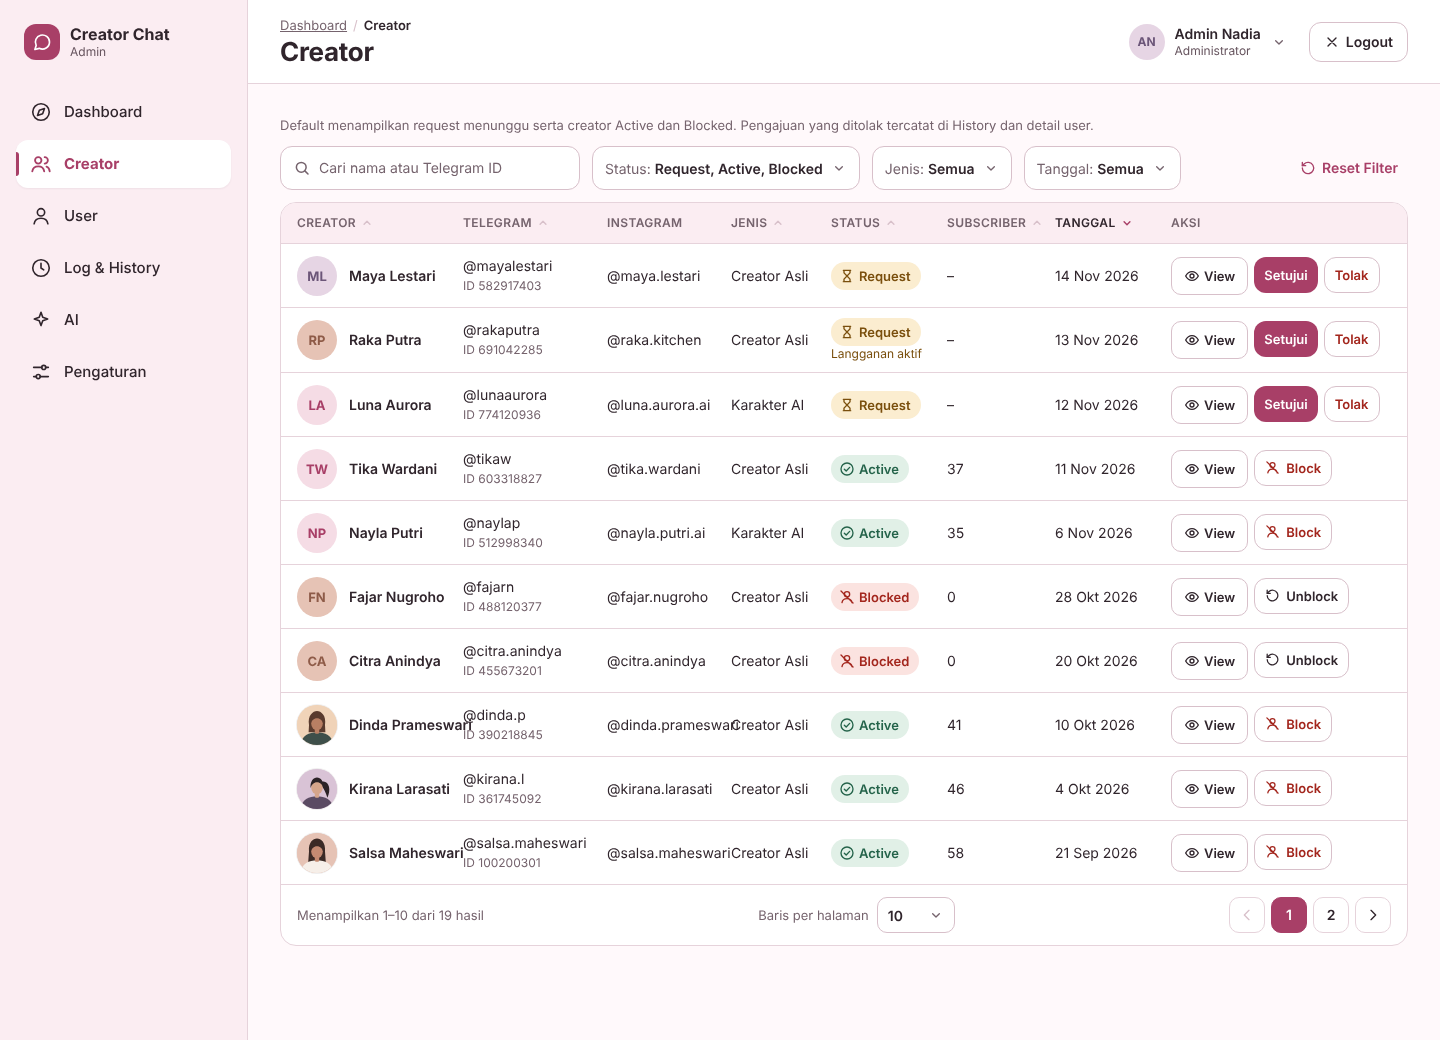 Creator Chat
Admin
Dashboard
Creator
User
Log & History
AI
Pengaturan
Dashboard / Creator
Creator
AN
Admin Nadia
Administrator
Logout
Default menampilkan request menunggu serta creator Active dan Blocked. Pengajuan yang ditolak tercatat di History dan detail user.
Cari nama atau Telegram ID
Status: Request, Active, Blocked
Jenis: Semua
Tanggal: Semua
Reset Filter
CREATOR TELEGRAM INSTAGRAM JENIS STATUS SUBSCRIBER TANGGAL AKSI
ML Maya Lestari @mayalestari ID 582917403 @maya.lestari Creator Asli Request – 14 Nov 2026 View Setujui Tolak
RP Raka Putra @rakaputra ID 691042285 @raka.kitchen Creator Asli Request Langganan aktif – 13 Nov 2026 View Setujui Tolak
LA Luna Aurora @lunaaurora ID 774120936 @luna.aurora.ai Karakter AI Request – 12 Nov 2026 View Setujui Tolak
TW Tika Wardani @tikaw ID 603318827 @tika.wardani Creator Asli Active 37 11 Nov 2026 View Block
NP Nayla Putri @naylap ID 512998340 @nayla.putri.ai Karakter AI Active 35 6 Nov 2026 View Block
FN Fajar Nugroho @fajarn ID 488120377 @fajar.nugroho Creator Asli Blocked 0 28 Okt 2026 View Unblock
CA Citra Anindya @citra.anindya ID 455673201 @citra.anindya Creator Asli Blocked 0 20 Okt 2026 View Unblock
Dinda Prameswari @dinda.p ID 390218845 @dinda.prameswari Creator Asli Active 41 10 Okt 2026 View Block
Kirana Larasati @kirana.l ID 361745092 @kirana.larasati Creator Asli Active 46 4 Okt 2026 View Block
Salsa Maheswari @salsa.maheswari ID 100200301 @salsa.maheswari Creator Asli Active 58 21 Sep 2026 View Block
Menampilkan 1–10 dari 19 hasil
Baris per halaman 10
1 2